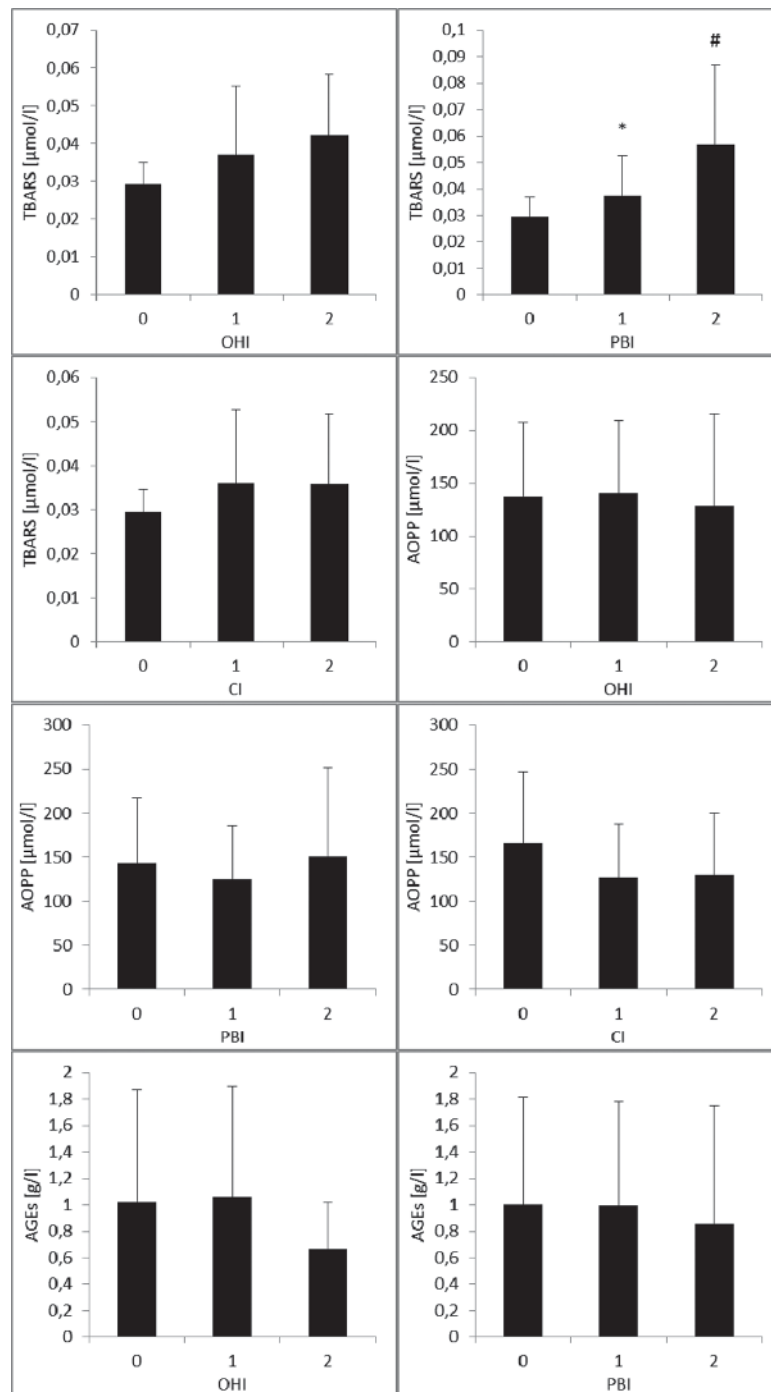 0,07
0,06
0,05
0,04
0,03
0,02
0,01
0
TBARS [µmol/l]
0 1 2
OHI
0,1
0,09
0,08
0,07
0,06
0,05
0,04
0,03
0,02
0,01
0
TBARS [µmol/l]
*
#
0 1 2
PBI
0,06
0,05
0,04
0,03
0,02
0,01
0
TBARS [µmol/l]
0 1 2
CI
250
200
150
100
50
0
AOPP [µmol/l]
0 1 2
OHI
300
250
200
150
100
50
0
AOPP [µmol/l]
0 1 2
PBI
300
250
200
150
100
50
0
AOPP [µmol/l]
0 1 2
CI
2
1,8
1,6
1,4
1,2
1
0,8
0,6
0,4
0,2
0
AGEs [g/l]
0 1 2
OHI
2
1,8
1,6
1,4
1,2
1
0,8
0,6
0,4
0,2
0
AGEs [g/l]
0 1 2
PBI